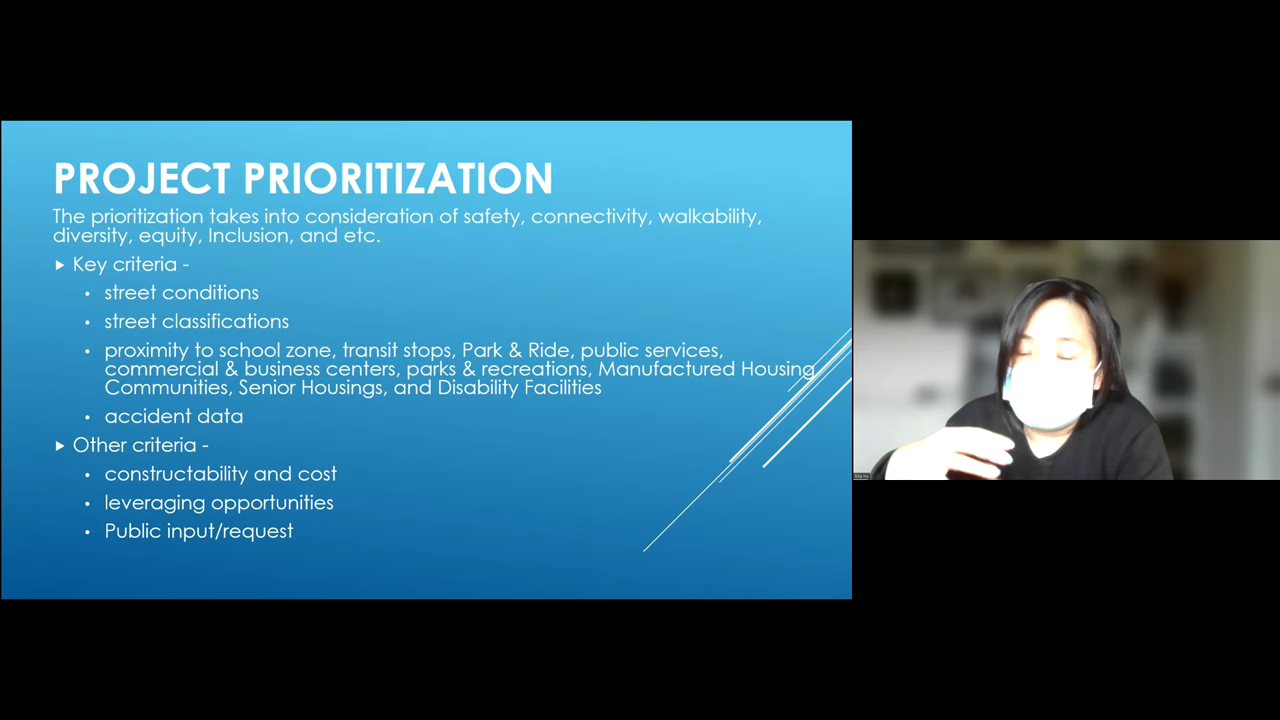 PROJECT PRIORITIZATION
The prioritization takes into consideration of safety, connectivity, walkability,
diversity, equity, Inclusion, and etc.
Key criteria -
street conditions
street classifications
proximity to school zone, transit stops, Park & Ride, public services,
commercial & business centers, parks & recreations, Manufactured Housing
Communities, Senior Housings, and Disability Facilities
accident data
Other criteria -
constructability and cost
leveraging opportunities
Public input/request
Rita Hu